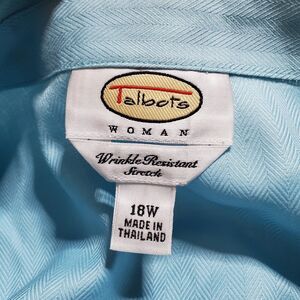 Talbots
WOMAN
Wrinkle Resistant
Stretch
18W
MADE IN
THAILAND